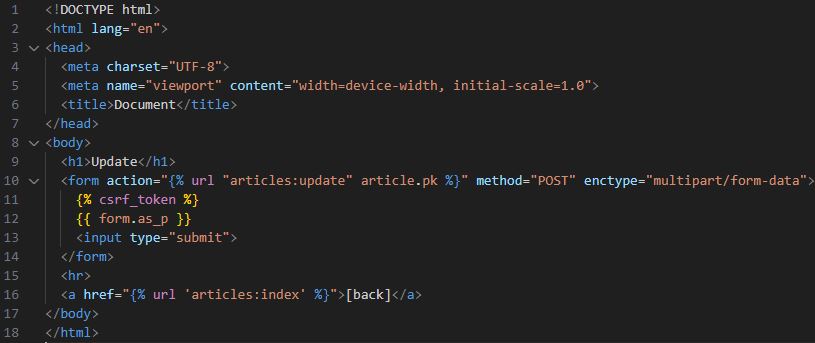 1 <!DOCTYPE html>
2 <html lang="en">
3 <head>
4   <meta charset="UTF-8">
5   <meta name="viewport" content="width=device-width, initial-scale=1.0">
6   <title>Document</title>
7 </head>
8 <body>
9   <h1>Update</h1>
10   <form action="{% url "articles:update" article.pk %}" method="POST" enctype="multipart/form-data">
11     {% csrf_token %}
12     {{ form.as_p }}
13     <input type="submit">
14   </form>
15   <hr>
16   <a href="{% url 'articles:index' %}">[back]</a>
17 </body>
18 </html>